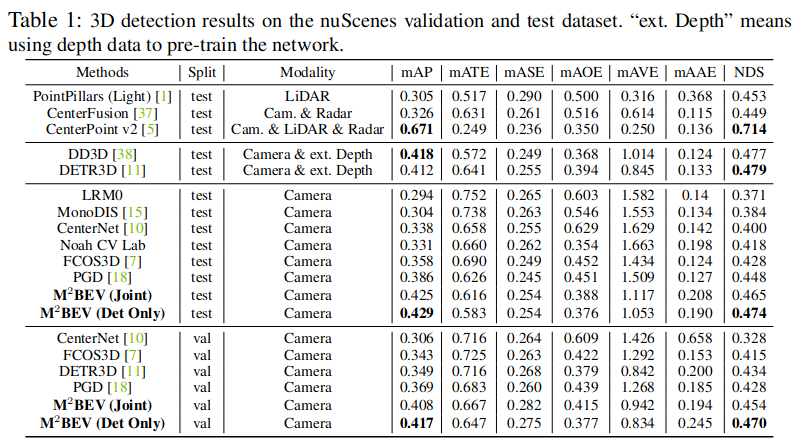 Table 1: 3D detection results on the nuScenes validation and test dataset. “ext. Depth” means
using depth data to pre-train the network.
Methods Split Modality mAP mATE mASE mAOE mAVE mAAE NDS
PointPillars (Light) [1] test LiDAR 0.305 0.517 0.290 0.500 0.316 0.368 0.453
CenterFusion [37] test Cam. & Radar 0.326 0.631 0.261 0.516 0.614 0.115 0.449
CenterPoint v2 [5] test Cam. & LiDAR & Radar 0.671 0.249 0.236 0.350 0.250 0.136 0.714
DD3D [38] test Camera & ext. Depth 0.418 0.572 0.249 0.368 1.014 0.124 0.477
DETR3D [11] test Camera & ext. Depth 0.412 0.641 0.255 0.394 0.845 0.133 0.479
LRM0 test Camera 0.294 0.752 0.265 0.603 1.582 0.14 0.371
MonoDIS [15] test Camera 0.304 0.738 0.263 0.546 1.553 0.134 0.384
CenterNet [10] test Camera 0.338 0.658 0.255 0.629 1.629 0.142 0.400
Noah CV Lab test Camera 0.331 0.660 0.262 0.354 1.663 0.198 0.418
FCOS3D [7] test Camera 0.358 0.690 0.249 0.452 1.434 0.124 0.428
PGD [18] test Camera 0.386 0.626 0.245 0.451 1.509 0.127 0.448
M²BEV (Joint) test Camera 0.425 0.616 0.254 0.388 1.117 0.208 0.465
M²BEV (Det Only) test Camera 0.429 0.583 0.254 0.376 1.053 0.190 0.474
CenterNet [10] val Camera 0.306 0.716 0.264 0.609 1.426 0.658 0.328
FCOS3D [7] val Camera 0.343 0.725 0.263 0.422 1.292 0.153 0.415
DETR3D [11] val Camera 0.349 0.716 0.268 0.379 0.842 0.200 0.434
PGD [18] val Camera 0.369 0.683 0.260 0.439 1.268 0.185 0.428
M²BEV (Joint) val Camera 0.408 0.667 0.282 0.415 0.942 0.194 0.454
M²BEV (Det Only) val Camera 0.417 0.647 0.275 0.377 0.834 0.245 0.470